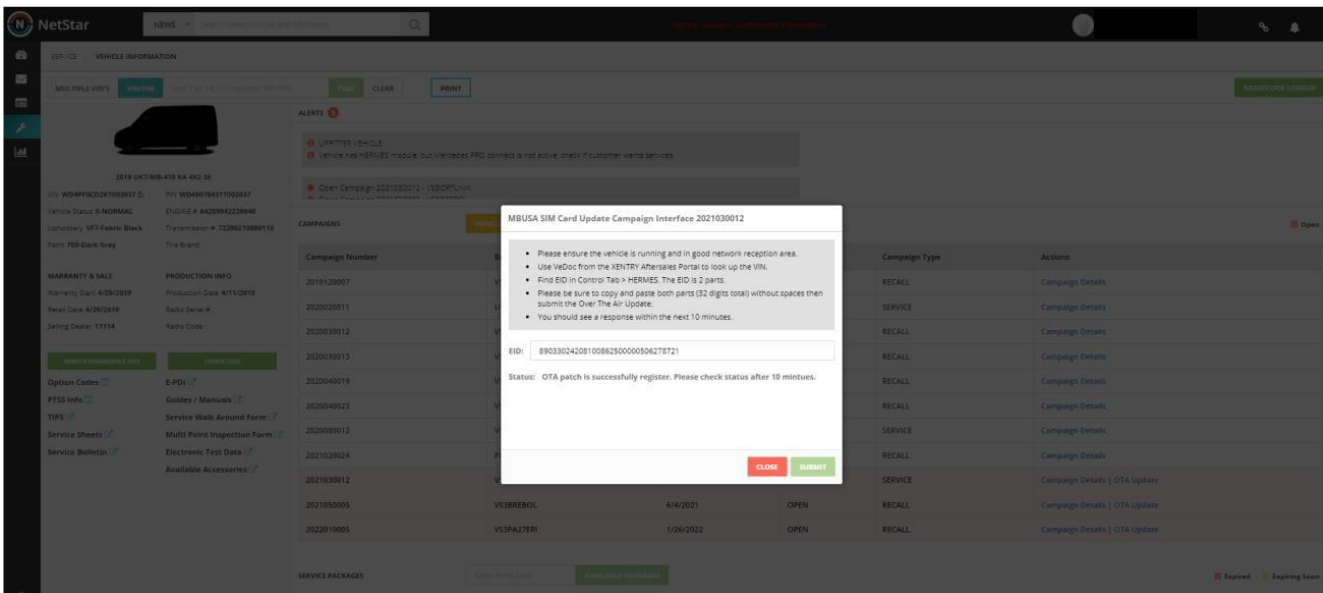 NetStar
NEWS
SERVICE
VEHICLE INFORMATION
MULTIPLE VIN'S
CLEAR
PRINT
ALERTS
UPFITTER VEHICLE
Vehicle has HERMES module, but Mercedes PRO connect is not active, check if customer wants services.
Open Campaign 2021030012 -
2019
VIN
Vehicle Status 0-NORMAL
Upholstery VF7-Fabric Black
Paint 700-Dark Gray
ENGINE #
Transmission #
Tire Brand
WARRANTY & SALE
Warranty Start 4/29/2019
Retail Date 4/29/2019
Selling Dealer 17114
PRODUCTION INFO
Production Date 4/11/2019
Radio Serial #
Radio Code
Option Codes
PTSS Info
TIPS
Service Sheets
Service Bulletin
E-PDI
Guides / Manuals
Service Walk Around Form
Multi Point Inspection Form
Electronic Test Data
Available Accessories
CAMPAIGNS
Open
Campaign Number
Campaign Type
Actions
2019120007
RECALL
Campaign Details
2020020011
SERVICE
Campaign Details
2020030012
RECALL
Campaign Details
2020030013
RECALL
Campaign Details
2020040019
RECALL
Campaign Details
2020040023
RECALL
Campaign Details
2020080012
SERVICE
Campaign Details
2021020024
RECALL
Campaign Details
2021030012
SERVICE
Campaign Details | OTA Update
2021050005
VS3BREBOL
6/4/2021
OPEN
RECALL
Campaign Details | OTA Update
2022010005
VS3PA27ERI
1/26/2022
OPEN
RECALL
Campaign Details | OTA Update
SERVICE PACKAGES
Expired
Expiring Soon
MBUSA SIM Card Update Campaign Interface 2021030012
• Please ensure the vehicle is running and in good network reception area.
• Use VeDoc from the XENTRY Aftersales Portal to look up the VIN.
• Find EID in Control Tab > HERMES. The EID is 2 parts.
• Please be sure to copy and paste both parts (32 digits total) without spaces then
submit the Over The Air Update.
• You should see a response within the next 10 minutes.
EID: 89033024208100862500000506278721
Status: OTA patch is successfully register. Please check status after 10 mintues.
CLOSE
SUBMIT